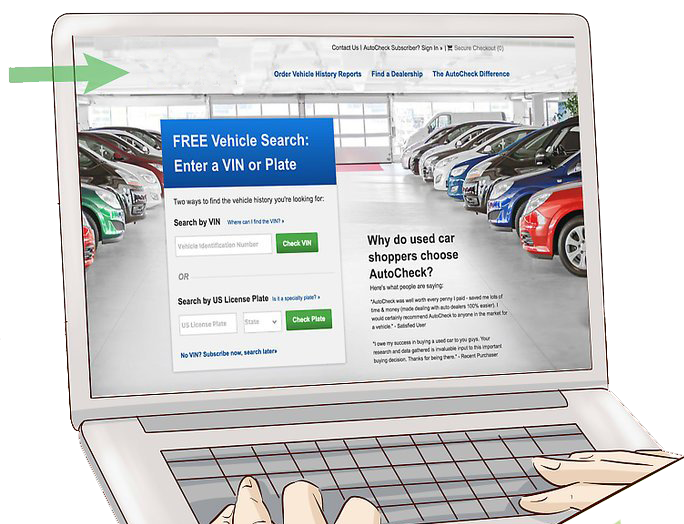 Contact Us | AutoCheck Subscriber? Sign In » | Secure Checkout (0)
Order Vehicle History Reports Find a Dealership The AutoCheck Difference
FREE Vehicle Search:
Enter a VIN or Plate
Two ways to find the vehicle history you're looking for:
Search by VIN Where can I find the VIN? »
Vehicle Identification Number Check VIN
OR
Search by US License Plate Is it a specialty plate? »
US License Plate State Check Plate
No VIN? Subscribe now, search later»
Why do used car
shoppers choose
AutoCheck?
Here's what people are saying:
"AutoCheck was well worth every penny I paid - saved me lots of
time & money (made dealing with auto dealers 100% easier). I
would certainly recommend AutoCheck to anyone in the market for
a vehicle." - Satisfied User
"I owe my success in buying a used car to you guys. Your
research and data gathered is invaluable input to this important
buying decision. Thanks for being there." - Recent Purchaser